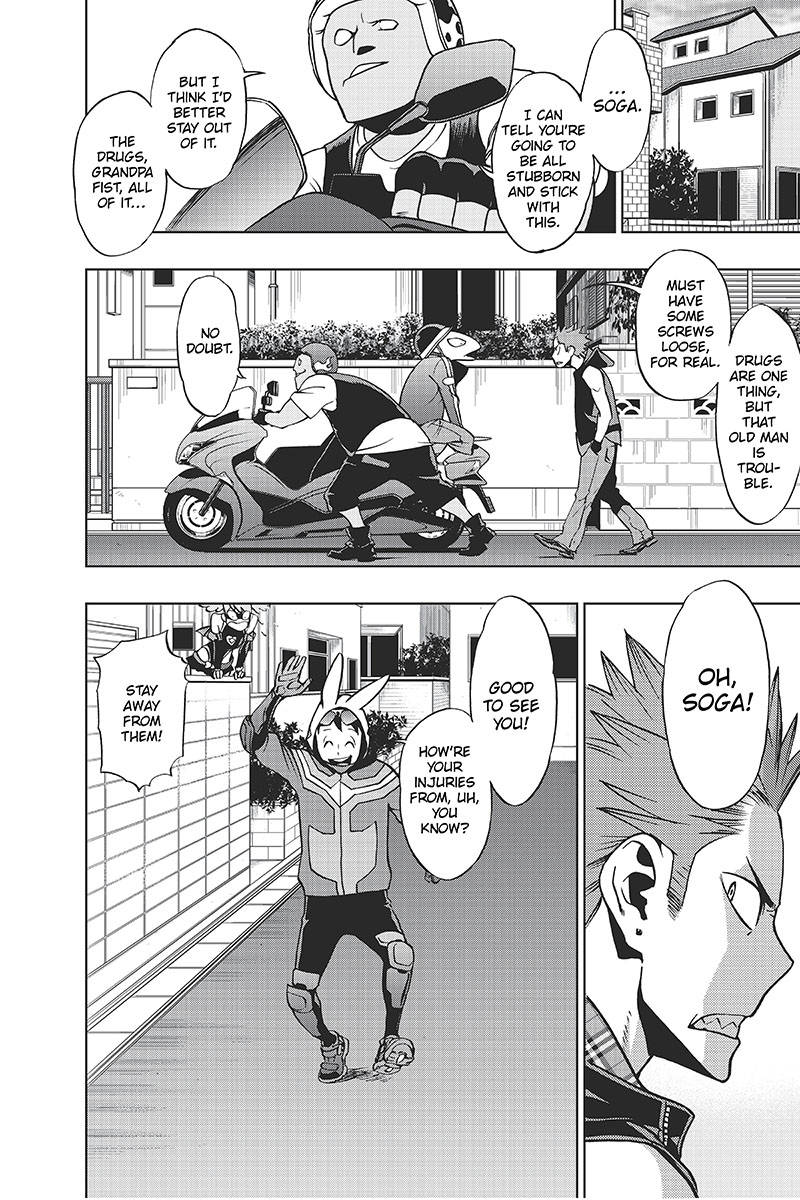 ...
SOGA.
I CAN
TELL YOU'RE
GOING TO
BE ALL
STUBBORN
AND STICK
WITH
THIS.
BUT I
THINK I'D
BETTER
STAY OUT
OF IT.
THE
DRUGS,
GRANDPA
FIST, ALL
OF IT...
DRUGS
ARE ONE
THING,
BUT
THAT
OLD MAN
IS
TROU-
BLE.
MUST
HAVE
SOME
SCREWS
LOOSE,
FOR REAL.
NO
DOUBT.
OH,
SOGA!
GOOD
TO SEE
YOU!
HOW'RE
YOUR
INJURIES
FROM, UH,
YOU
KNOW?
STAY
AWAY
FROM
THEM!